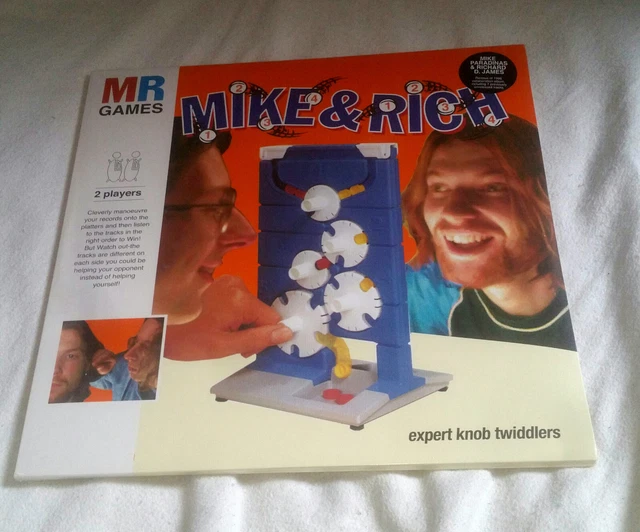 MR
GAMES
MIKE & RICH
MIKE
PARADINAS
& RICHARD
D. JAMES
2 players
Cleverly manoeuvre
your records onto the
platters and then listen
to the tracks in the
right order to Win!
But Watch out-the
tracks are different on
each side you could be
helping your opponent
instead of helping
yourself!
expert knob twiddlers